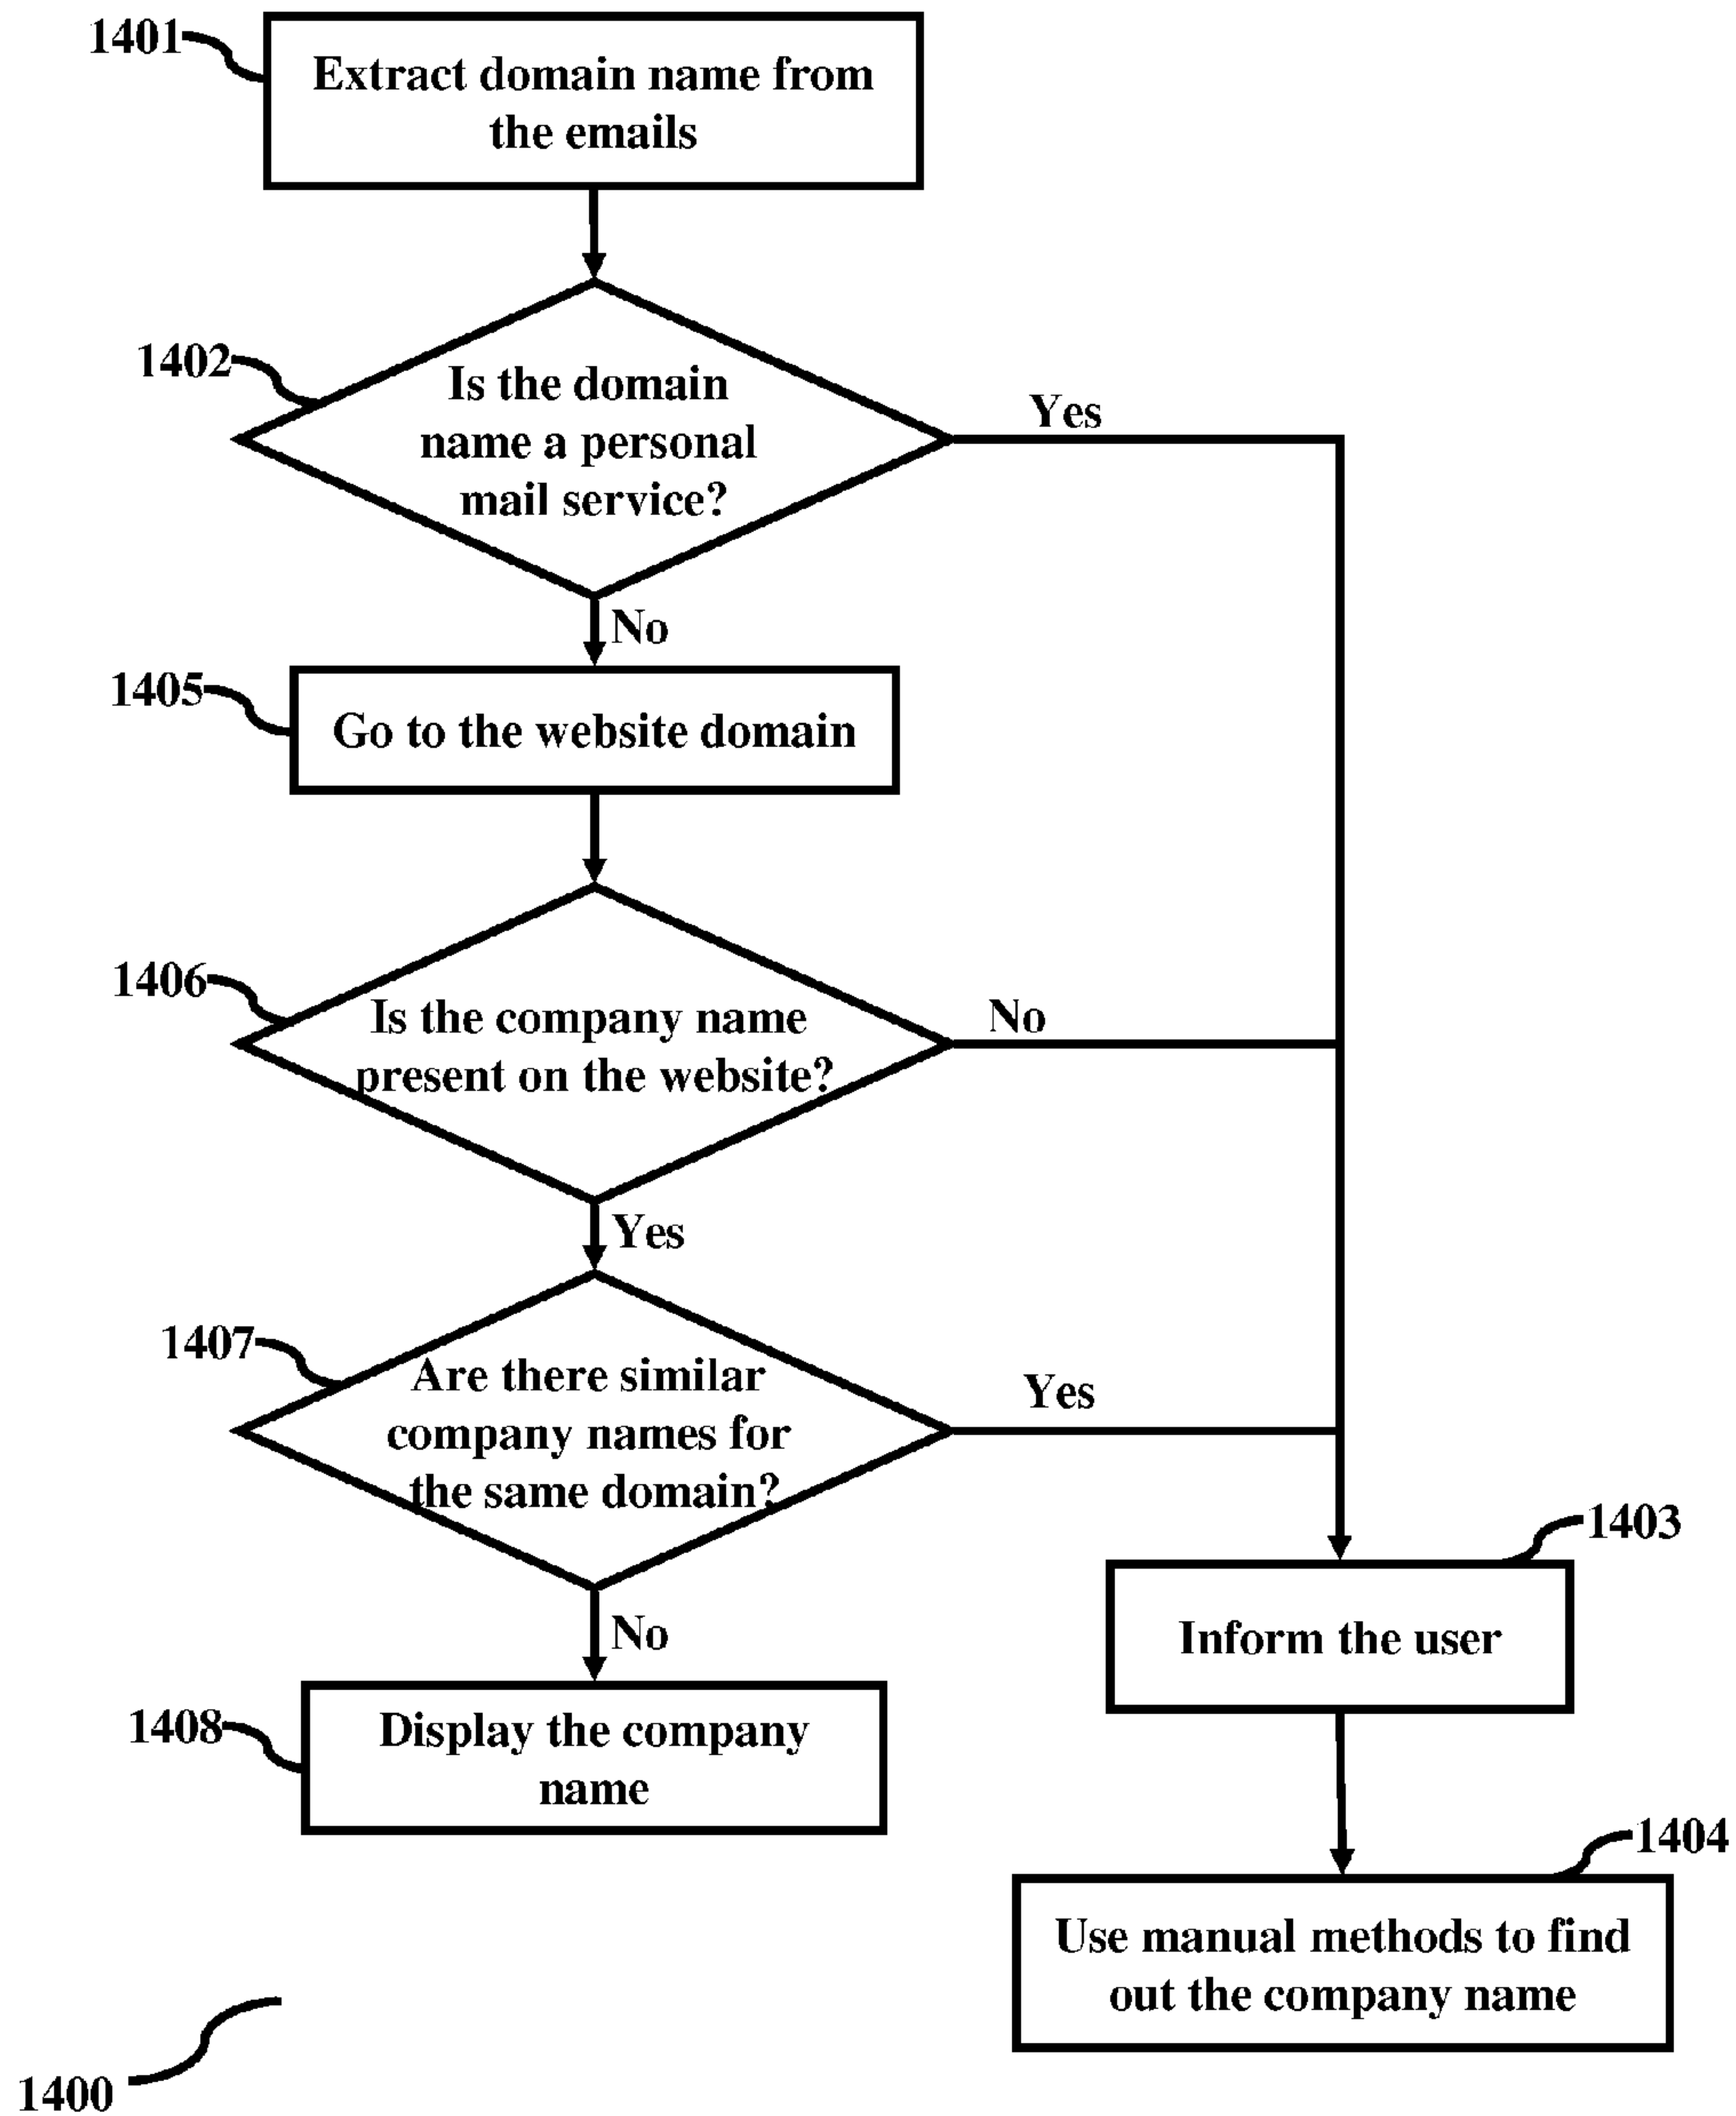 1401
Extract domain name from
the emails
1402
Is the domain
name a personal
mail service?
Yes
No
1405
Go to the website domain
1406
Is the company name
present on the website?
No
Yes
1407
Are there similar
company names for
the same domain?
Yes
1403
Inform the user
No
1408
Display the company
name
1404
Use manual methods to find
out the company name
1400